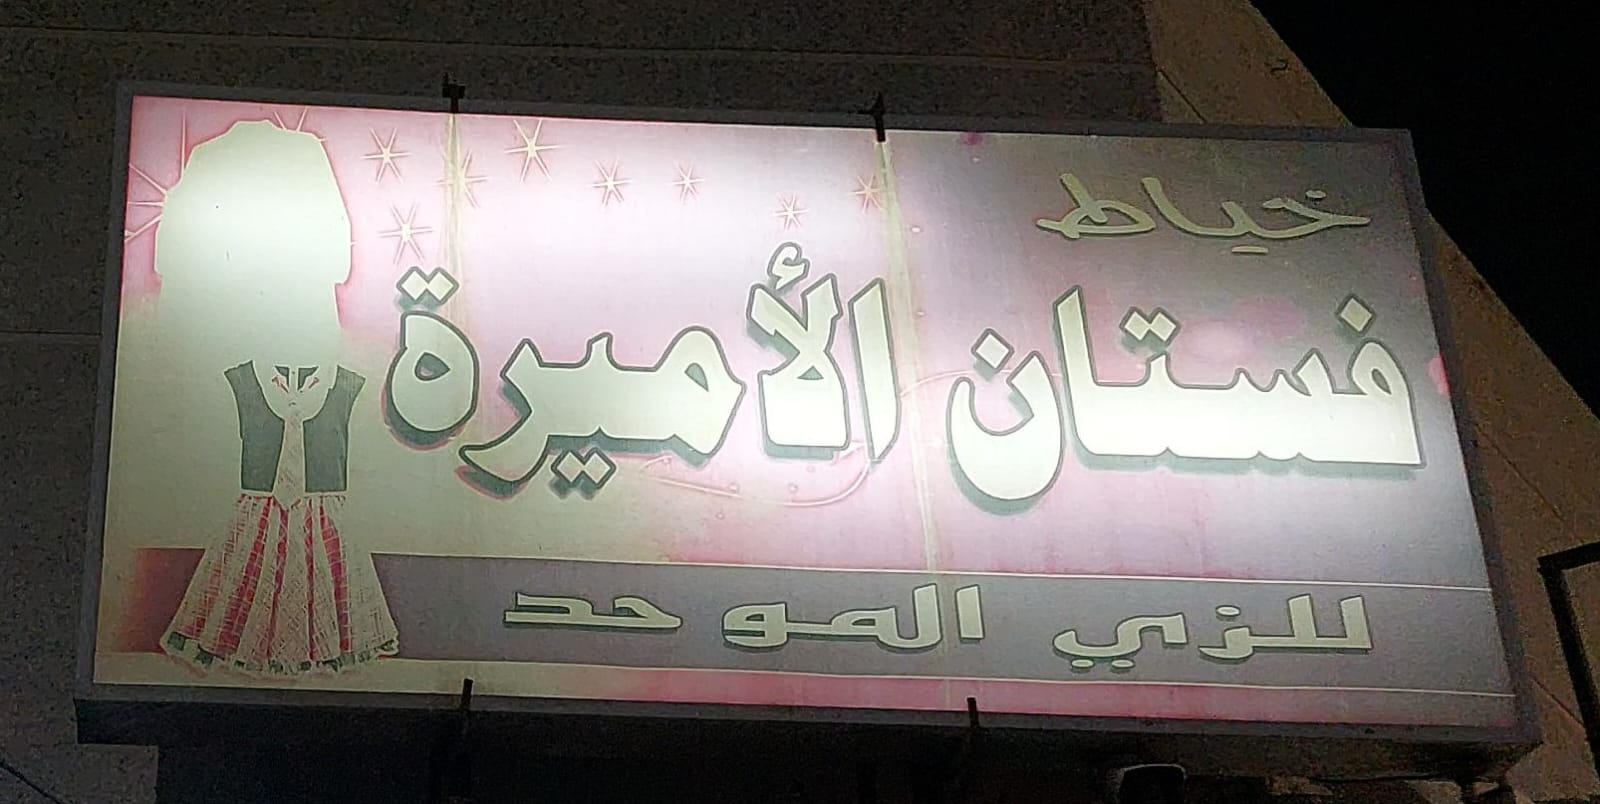 خياط
فستان الأميرة
للزي الموحد